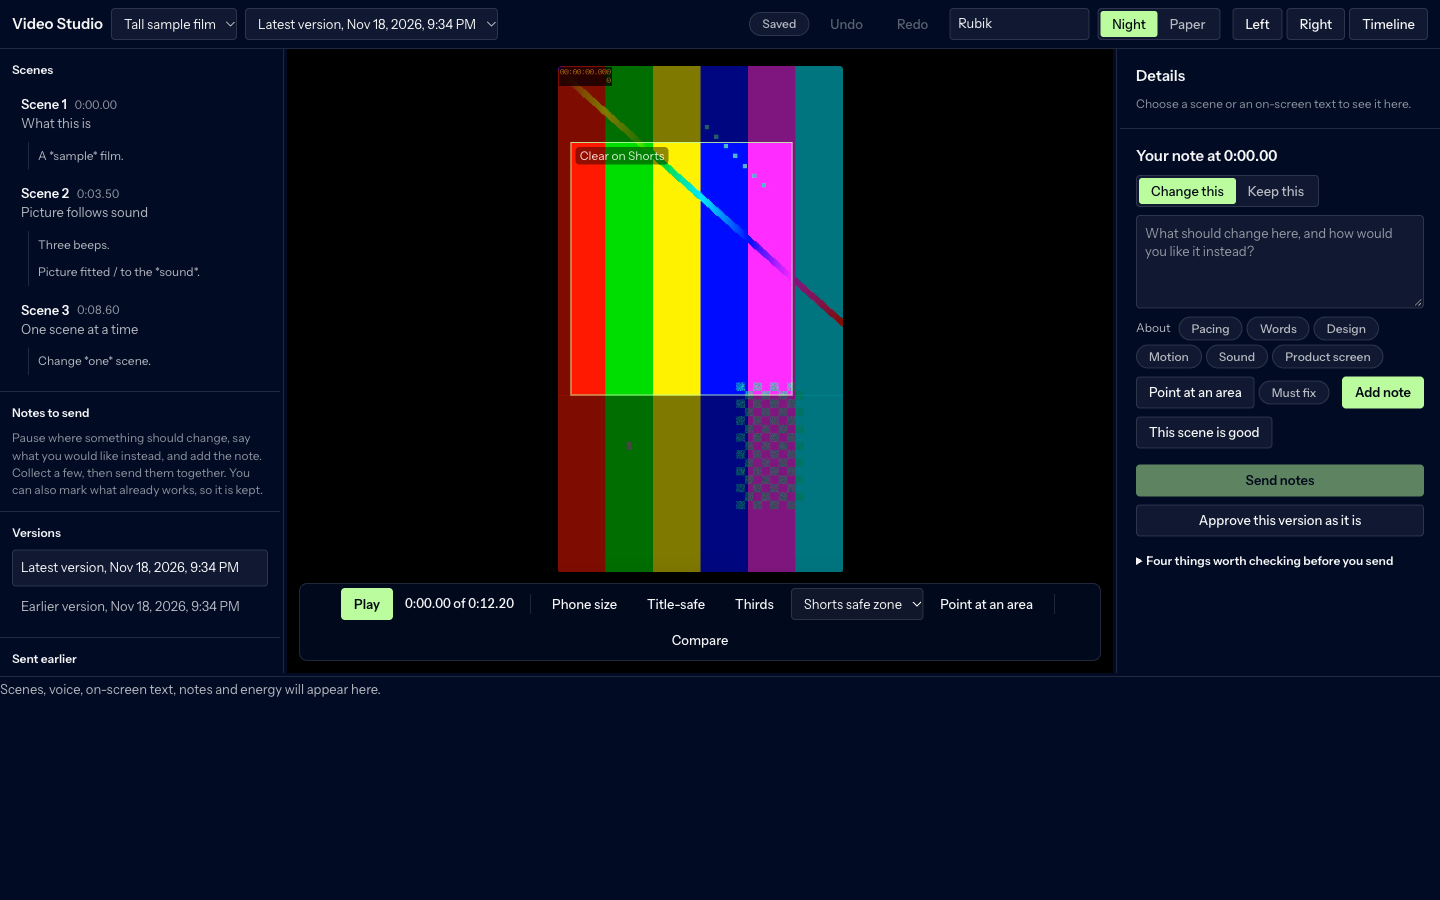 Video Studio
Tall sample film
Latest version, Nov 18, 2026, 9:34 PM
Saved
Undo
Redo
Rubik
Night
Paper
Left
Right
Timeline
Scenes
Scene 1 0:00.00
What this is
A *sample* film.
Scene 2 0:03.50
Picture follows sound
Three beeps.
Picture fitted / to the *sound*.
Scene 3 0:08.60
One scene at a time
Change *one* scene.
Notes to send
Pause where something should change, say
what you would like instead, and add the note.
Collect a few, then send them together. You
can also mark what already works, so it is kept.
Versions
Latest version, Nov 18, 2026, 9:34 PM
Earlier version, Nov 18, 2026, 9:34 PM
Sent earlier
00:00:00.000
0
Clear on Shorts
Play
0:00.00 of 0:12.20
Phone size
Title-safe
Thirds
Shorts safe zone
Point at an area
Compare
Details
Choose a scene or an on-screen text to see it here.
Your note at 0:00.00
Change this
Keep this
What should change here, and how would
you like it instead?
About
Pacing
Words
Design
Motion
Sound
Product screen
Point at an area
Must fix
Add note
This scene is good
Send notes
Approve this version as it is
Four things worth checking before you send
Scenes, voice, on-screen text, notes and energy will appear here.